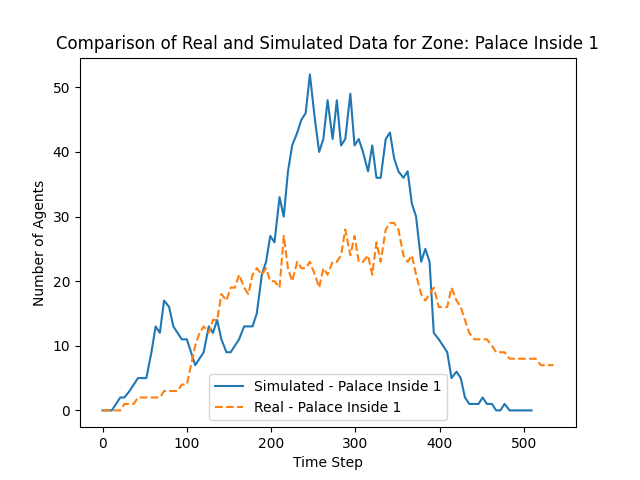 Comparison of Real and Simulated Data for Zone: Palace Inside 1
50
40
30
20
10
0
Number of Agents
Simulated - Palace Inside 1
Real - Palace Inside 1
0 100 200 300 400 500
Time Step